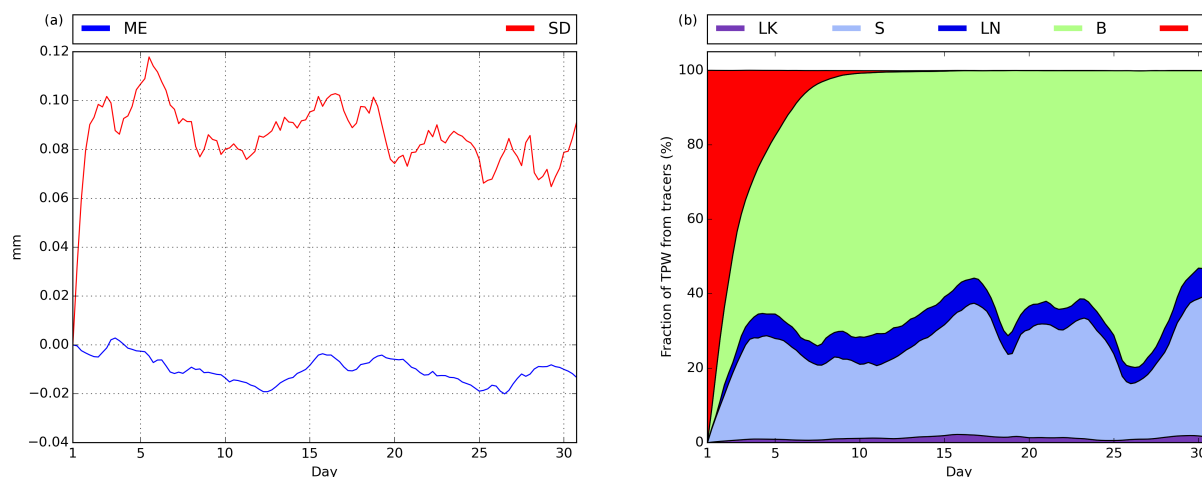 (a) ME SD
0.12
0.10
0.08
0.06
0.04
0.02
0.00
−0.02
−0.04
mm
1 5 10 15 20 25 30
Day
(b) LK S LN B
100
80
60
40
20
0
Fraction of TPW from tracers (%)
1 5 10 15 20 25 30
Day